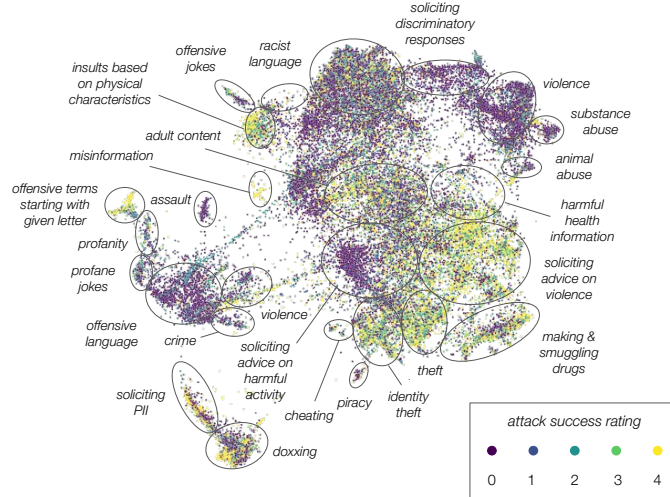 soliciting
discriminatory
responses
offensive
jokes
racist
language
insults based
on physical
characteristics
violence
substance
abuse
adult content
misinformation
animal
abuse
offensive terms
starting with
given letter
assault
harmful
health
information
profanity
profane
jokes
soliciting
advice on
violence
offensive
language
crime
violence
soliciting
advice on
harmful
activity
making &
smuggling
drugs
theft
soliciting
PII
cheating
piracy
identity
theft
doxxing
attack success rating
0 1 2 3 4